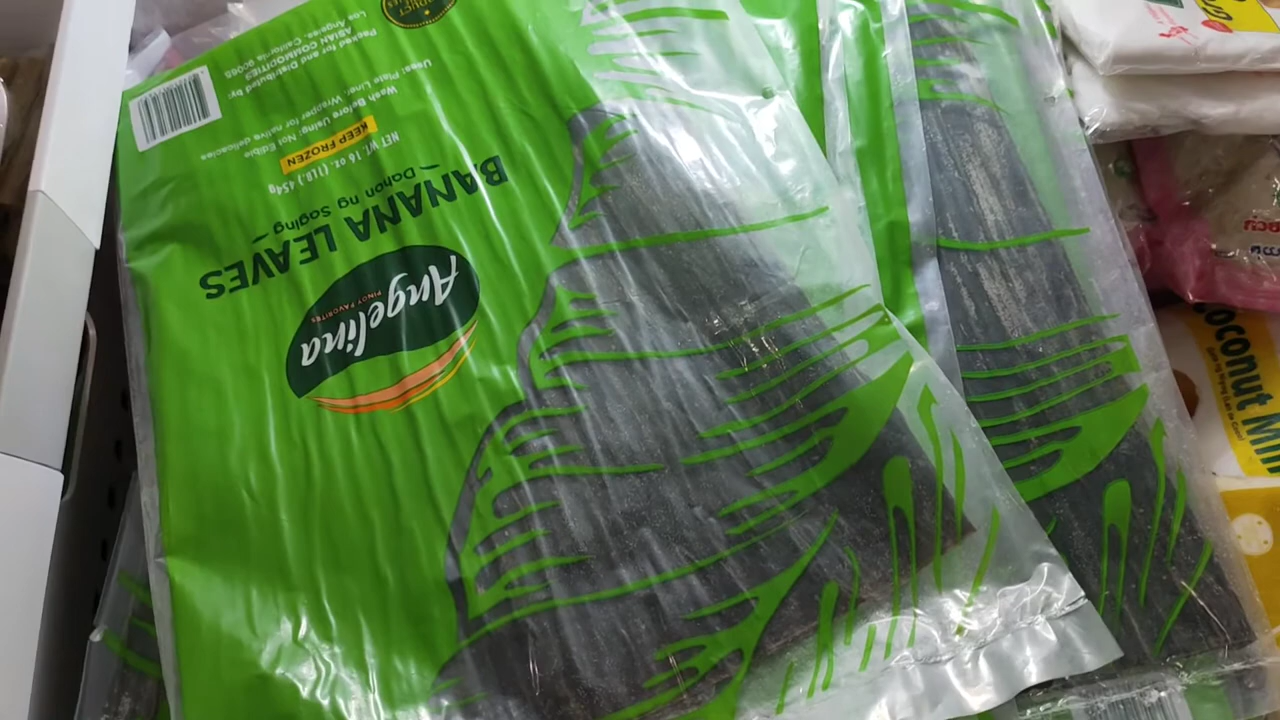 Angelina
PINOY FAVORITES
BANANA LEAVES
~ Dahon ng Saging ~
NET WT. 16 oz. (1LB.) 454g
KEEP FROZEN
Wash Before Using: Not Edible
Uses: Plate Liner, Wrapper for native delicacies
Packed for and Distributed by:
ASIAN COMMODITIES
Los Angeles, California 90065
PRODUCT
Coconut Mil